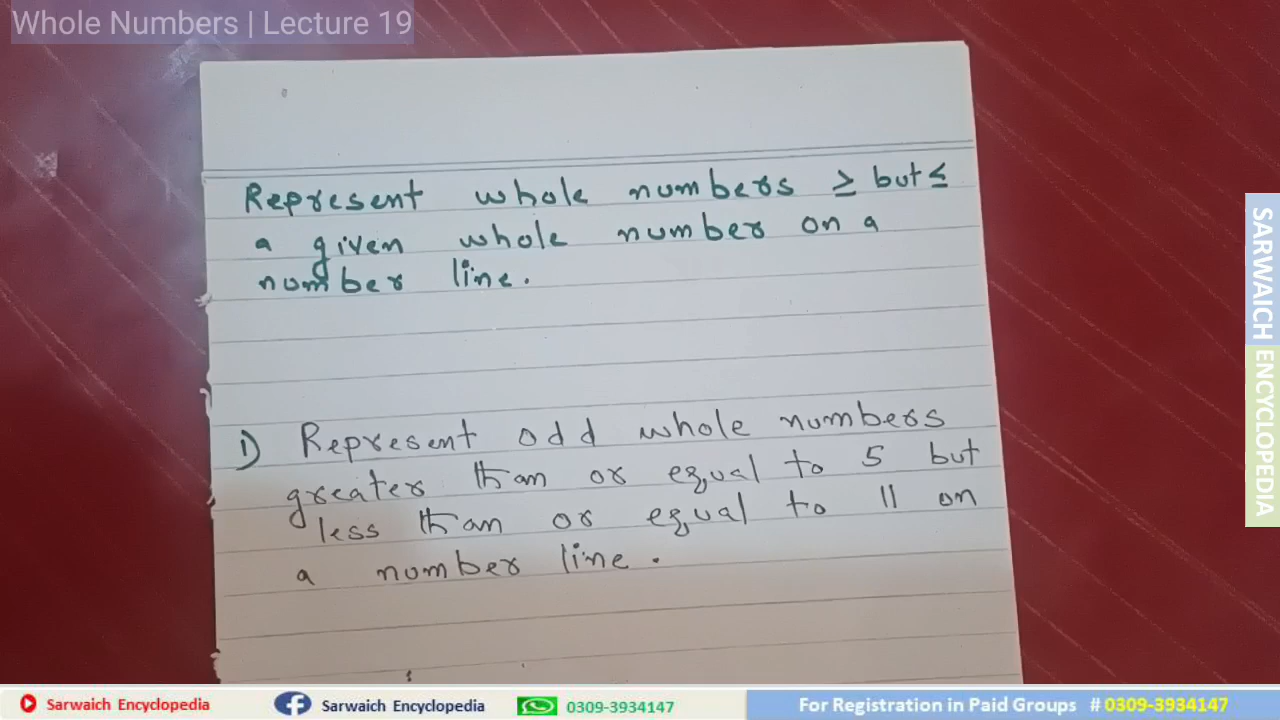 Whole Numbers | Lecture 19
Represent whole numbers ≥ but ≤
a given whole number on a
number line.
1) Represent odd whole numbers
greater than or equal to 5 but
less than or equal to 11 on
a number line.
SARWAICH ENCYCLOPEDIA
Sarwaich Encyclopedia
Sarwaich Encyclopedia
0309-3934147
For Registration in Paid Groups # 0309-3934147